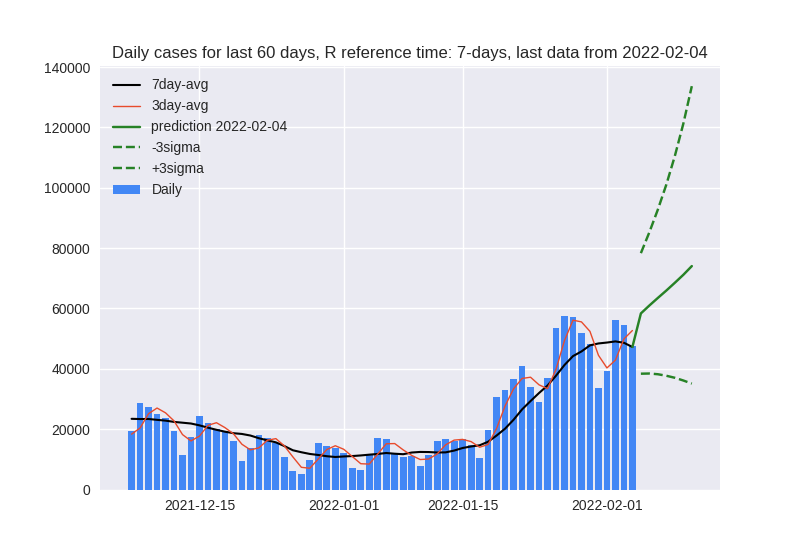 Daily cases for last 60 days, R reference time: 7-days, last data from 2022-02-04
140000
120000
100000
80000
60000
40000
20000
0
7day-avg
3day-avg
prediction 2022-02-04
-3sigma
+3sigma
Daily
2021-12-15
2022-01-01
2022-01-15
2022-02-01